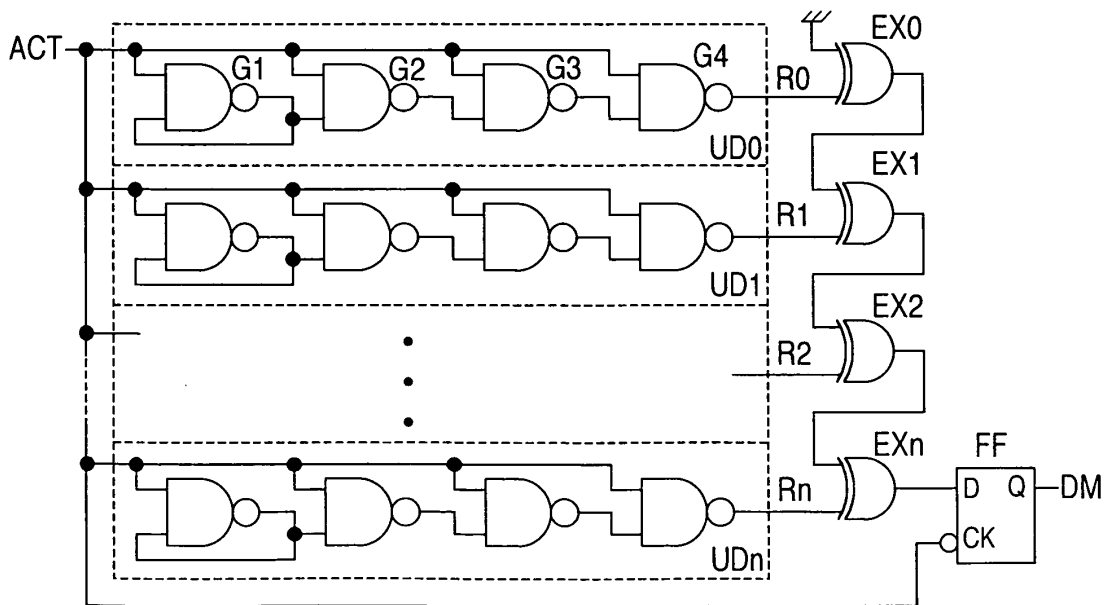 ACT
G1 G2 G3 G4
R0
EX0
UD0
R1
EX1
UD1
R2
EX2
Rn
EXn
UDn
FF
D Q
CK
DM